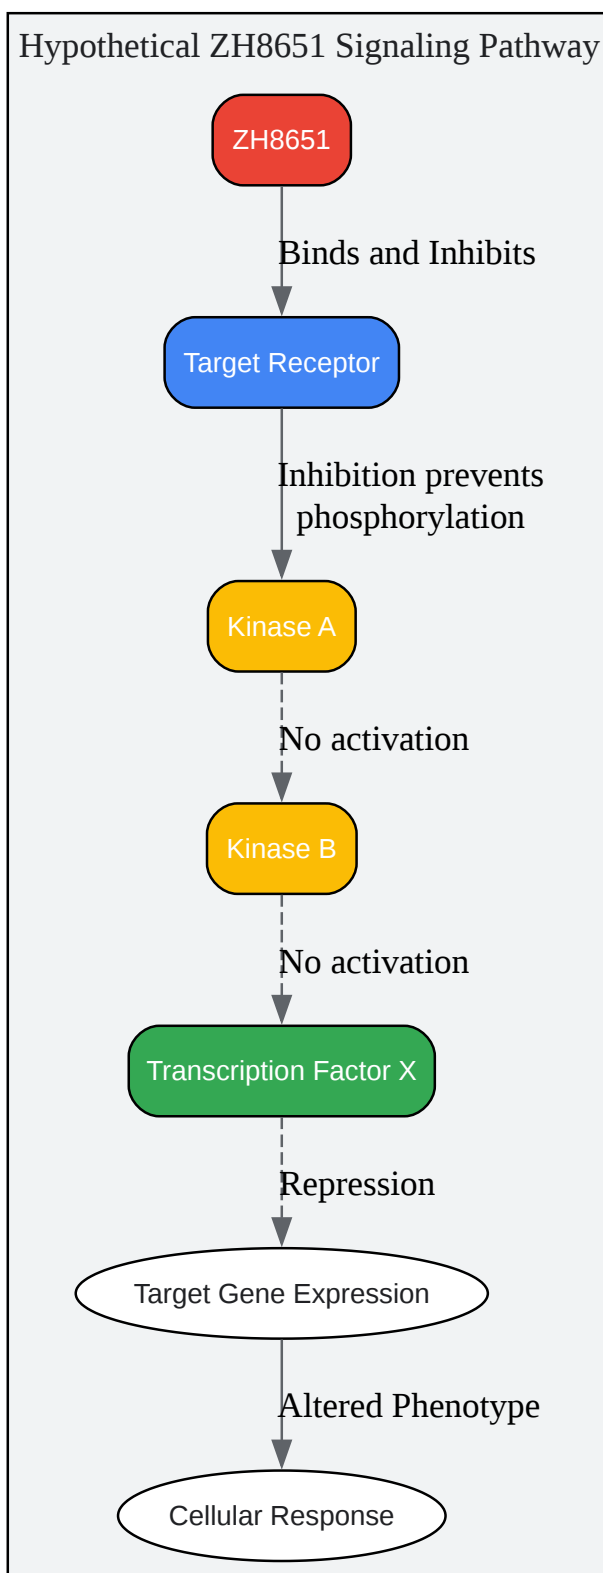 Hypothetical ZH8651 Signaling Pathway
ZH8651
Binds and Inhibits
Target Receptor
Inhibition prevents
phosphorylation
Kinase A
No activation
Kinase B
No activation
Transcription Factor X
Repression
Target Gene Expression
Altered Phenotype
Cellular Response